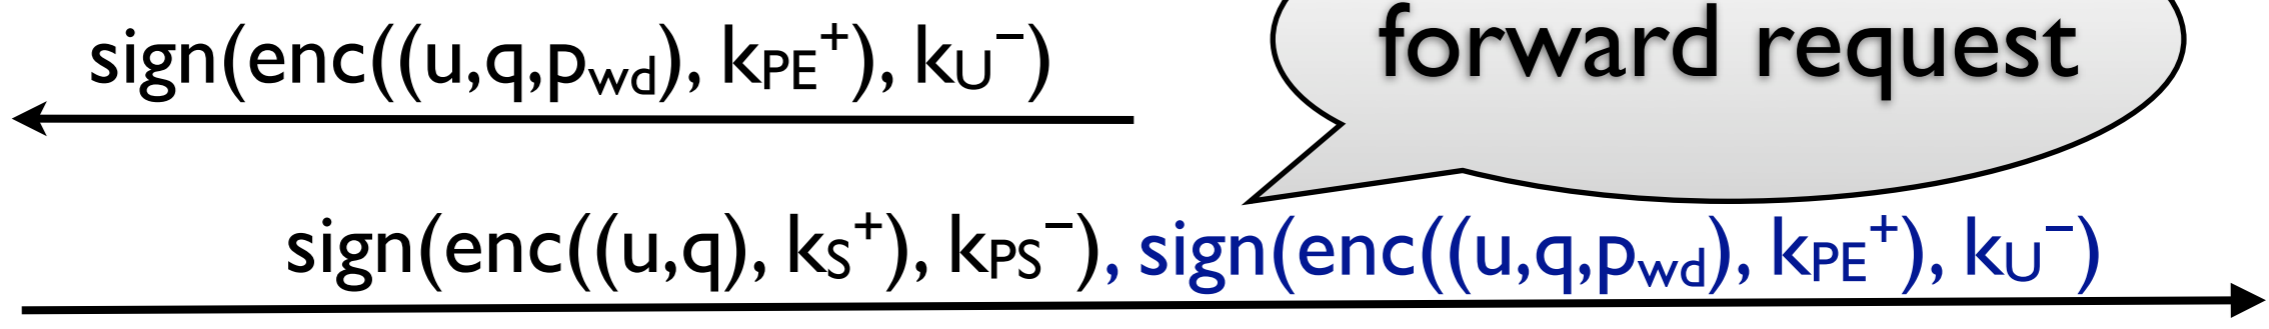 sign(enc((u,q,pwd), kPE⁺), kU⁻)
forward request
sign(enc((u,q), kS⁺), kPS⁻), sign(enc((u,q,pwd), kPE⁺), kU⁻)